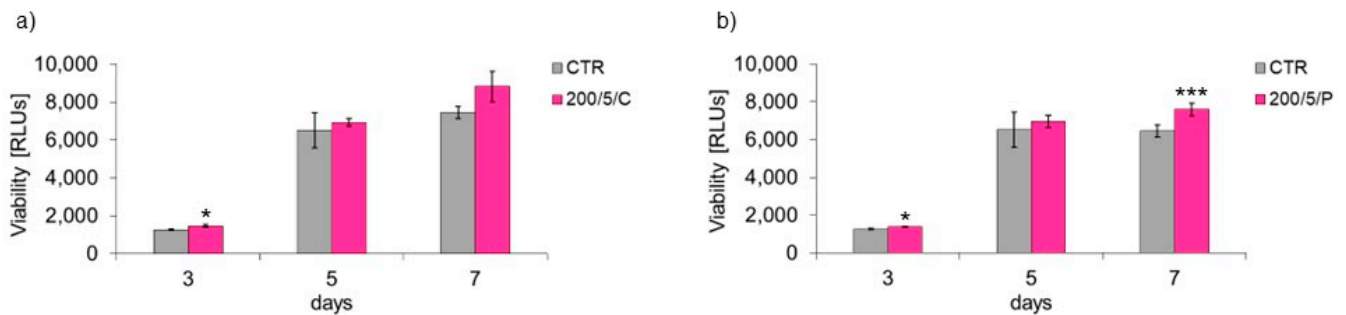 a)
Viability [RLUs]
10,000
8,000
6,000
4,000
2,000
0
*
3
5
7
days
CTR
200/5/C
b)
Viability [RLUs]
10,000
8,000
6,000
4,000
2,000
0
*
***
3
5
7
days
CTR
200/5/P